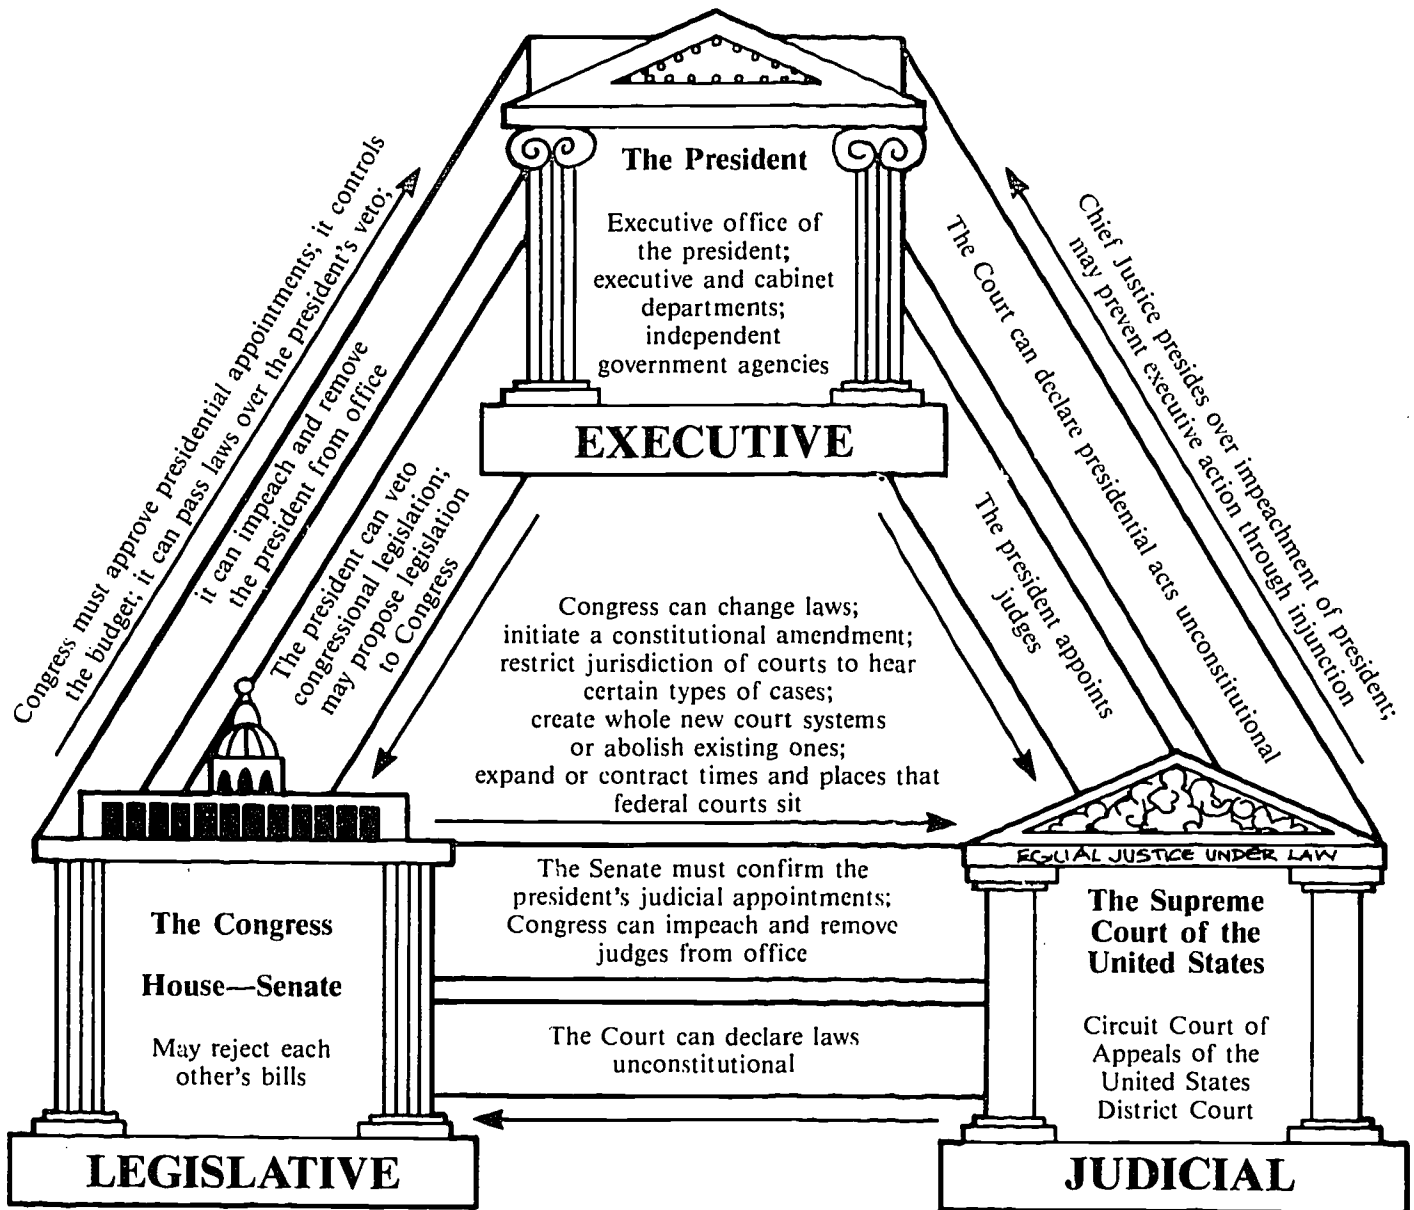 The President
Executive office of
the president;
executive and cabinet
departments;
independent
government agencies
EXECUTIVE
Congress must approve presidential appointments; it controls
the budget; it can pass laws over the president's veto;
it can impeach and remove
the president from office
The president can veto
congressional legislation;
may propose legislation
to Congress
Chief Justice presides over impeachment of president;
may prevent executive action through injunction
The Court can declare presidential acts unconstitutional
The president appoints
judges
Congress can change laws;
initiate a constitutional amendment;
restrict jurisdiction of courts to hear
certain types of cases;
create whole new court systems
or abolish existing ones;
expand or contract times and places that
federal courts sit
The Senate must confirm the
president's judicial appointments;
Congress can impeach and remove
judges from office
The Court can declare laws
unconstitutional
The Congress
House—Senate
May reject each
other's bills
LEGISLATIVE
EQUAL JUSTICE UNDER LAW
The Supreme
Court of the
United States
Circuit Court of
Appeals of the
United States
District Court
JUDICIAL